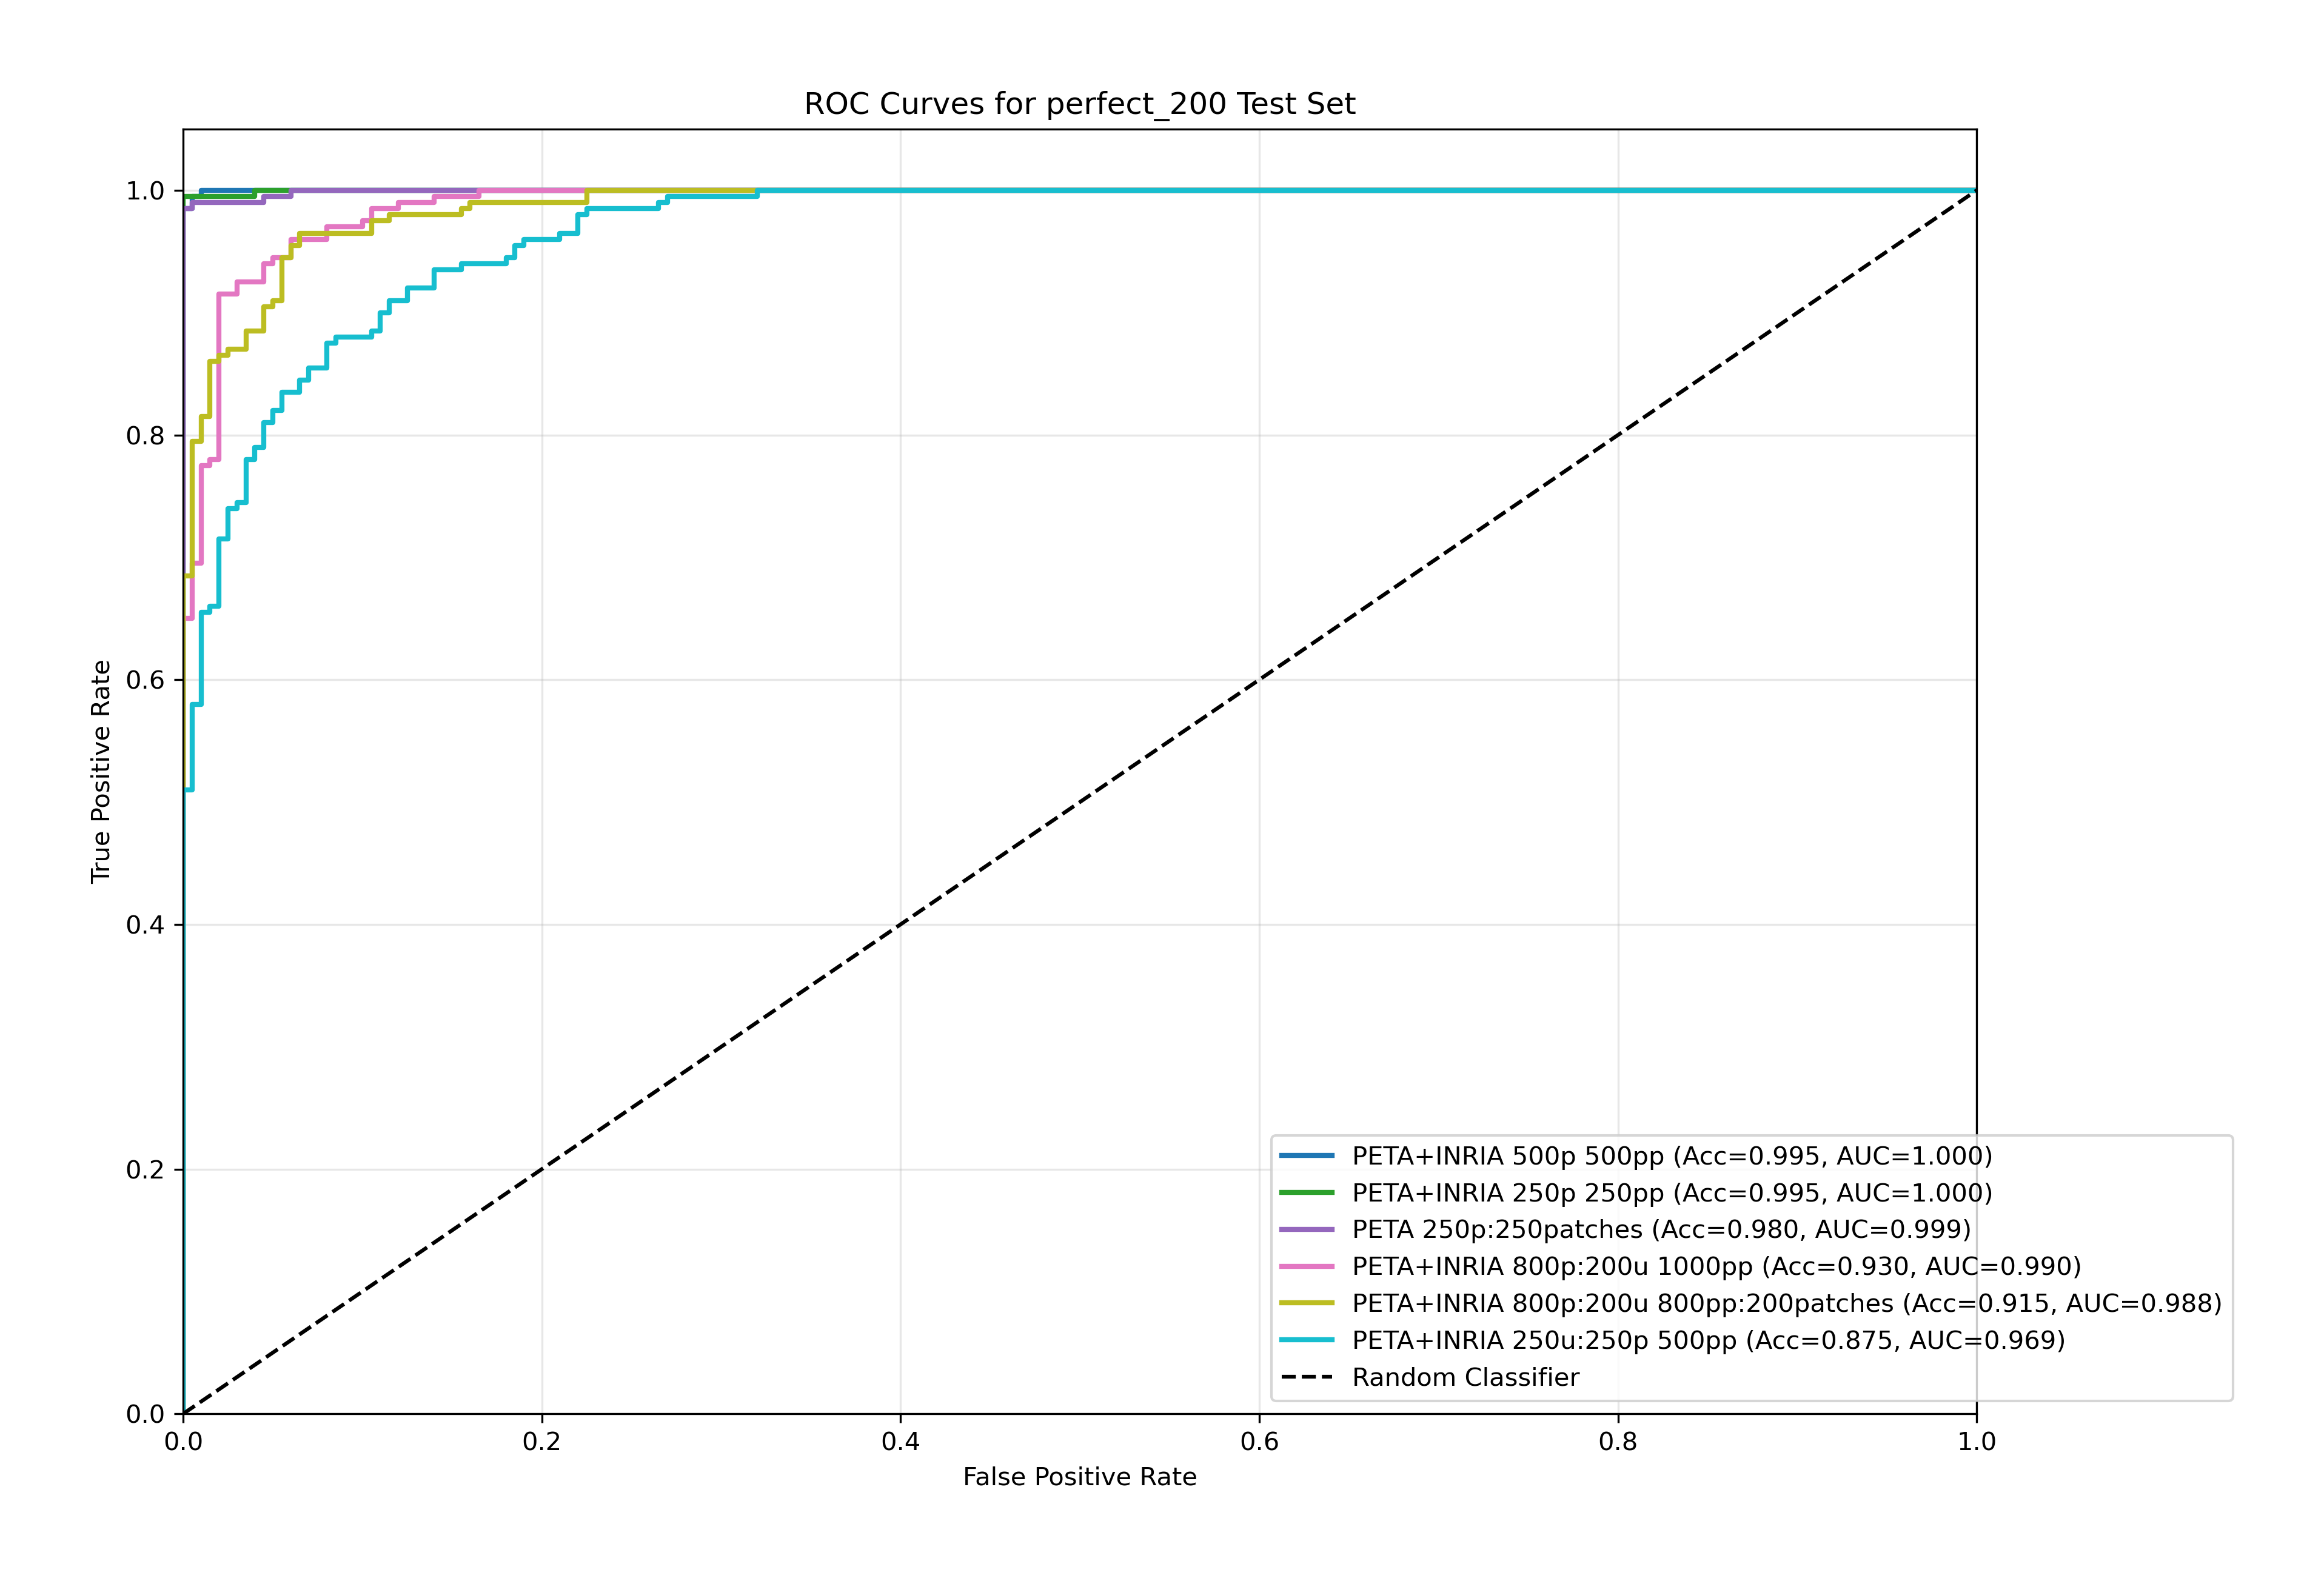 ROC Curves for perfect_200 Test Set
1.0
0.8
0.6
0.4
0.2
0.0
True Positive Rate
0.0 0.2 0.4 0.6 0.8 1.0
False Positive Rate
PETA+INRIA 500p 500pp (Acc=0.995, AUC=1.000)
PETA+INRIA 250p 250pp (Acc=0.995, AUC=1.000)
PETA 250p:250patches (Acc=0.980, AUC=0.999)
PETA+INRIA 800p:200u 1000pp (Acc=0.930, AUC=0.990)
PETA+INRIA 800p:200u 800pp:200patches (Acc=0.915, AUC=0.988)
PETA+INRIA 250u:250p 500pp (Acc=0.875, AUC=0.969)
Random Classifier